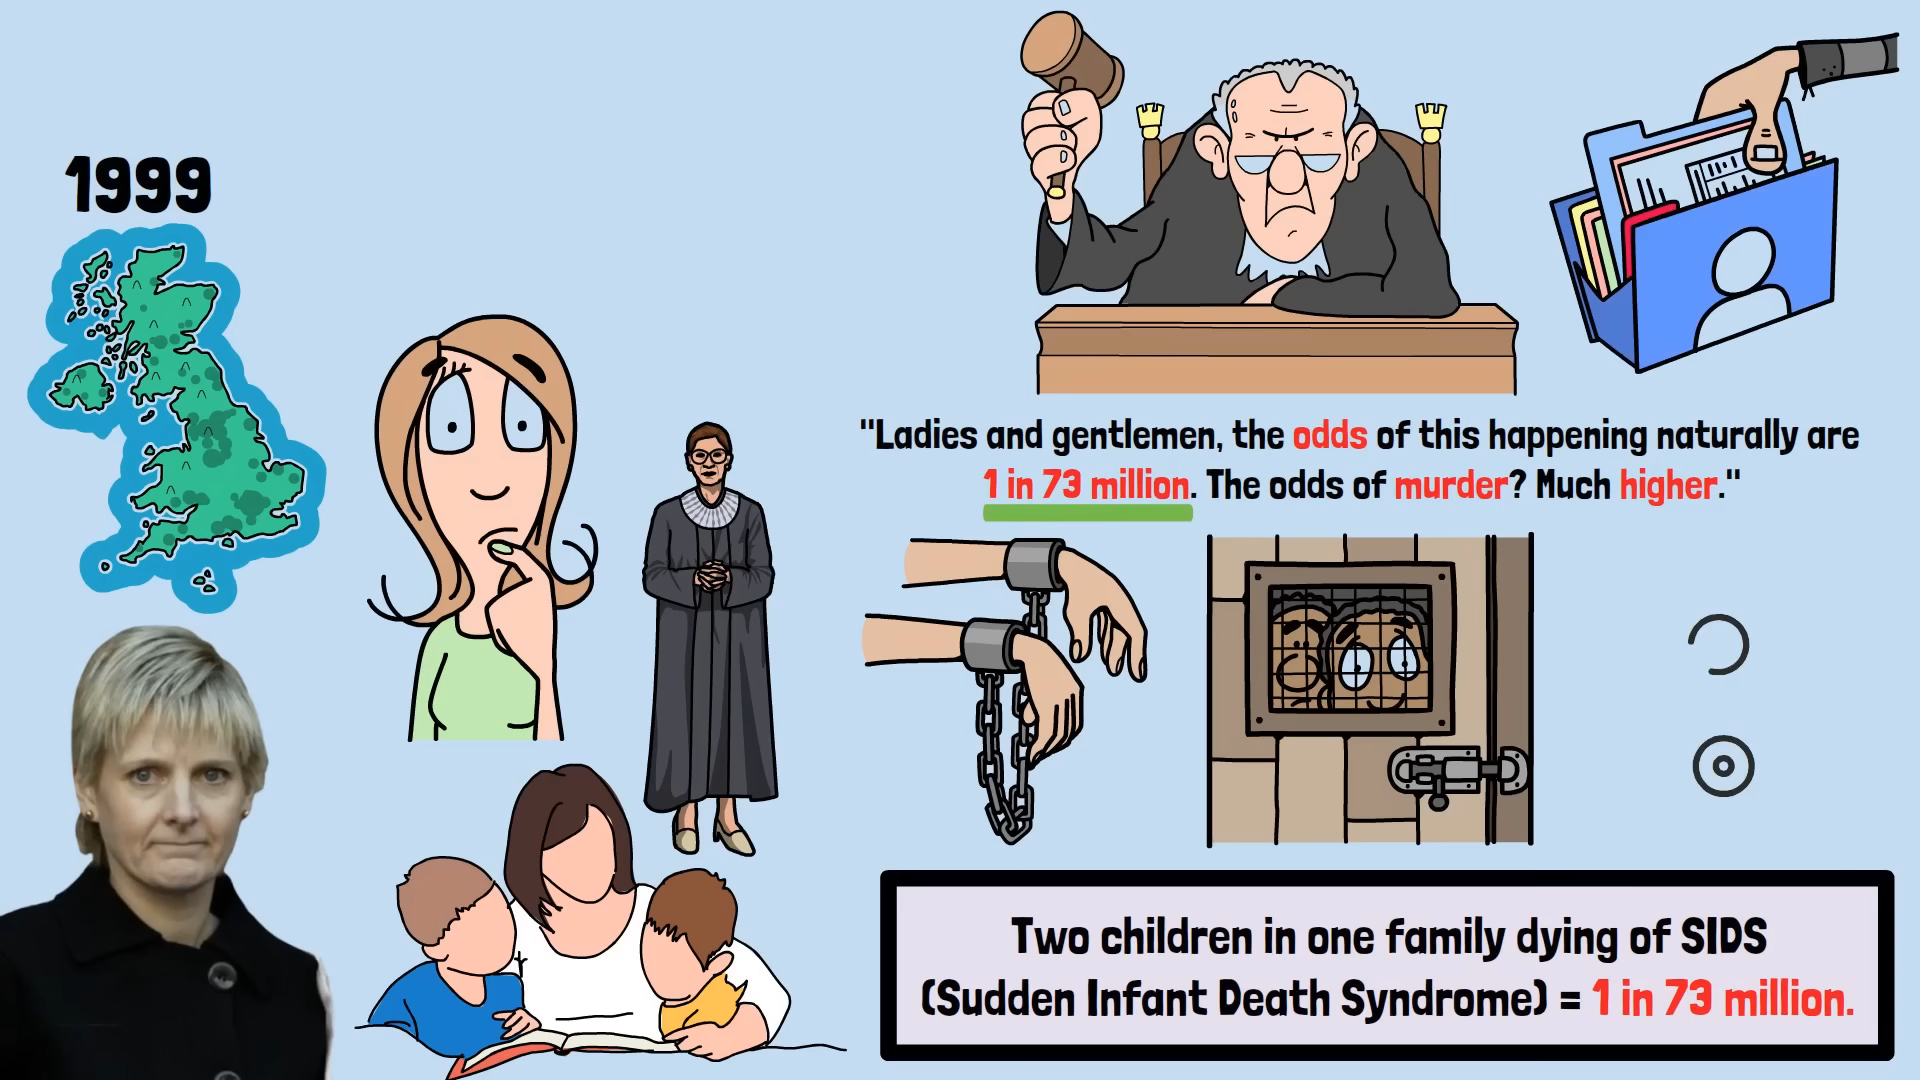 1999
"Ladies and gentlemen, the odds of this happening naturally are
1 in 73 million. The odds of murder? Much higher."
Two children in one family dying of SIDS
(Sudden Infant Death Syndrome) = 1 in 73 million.